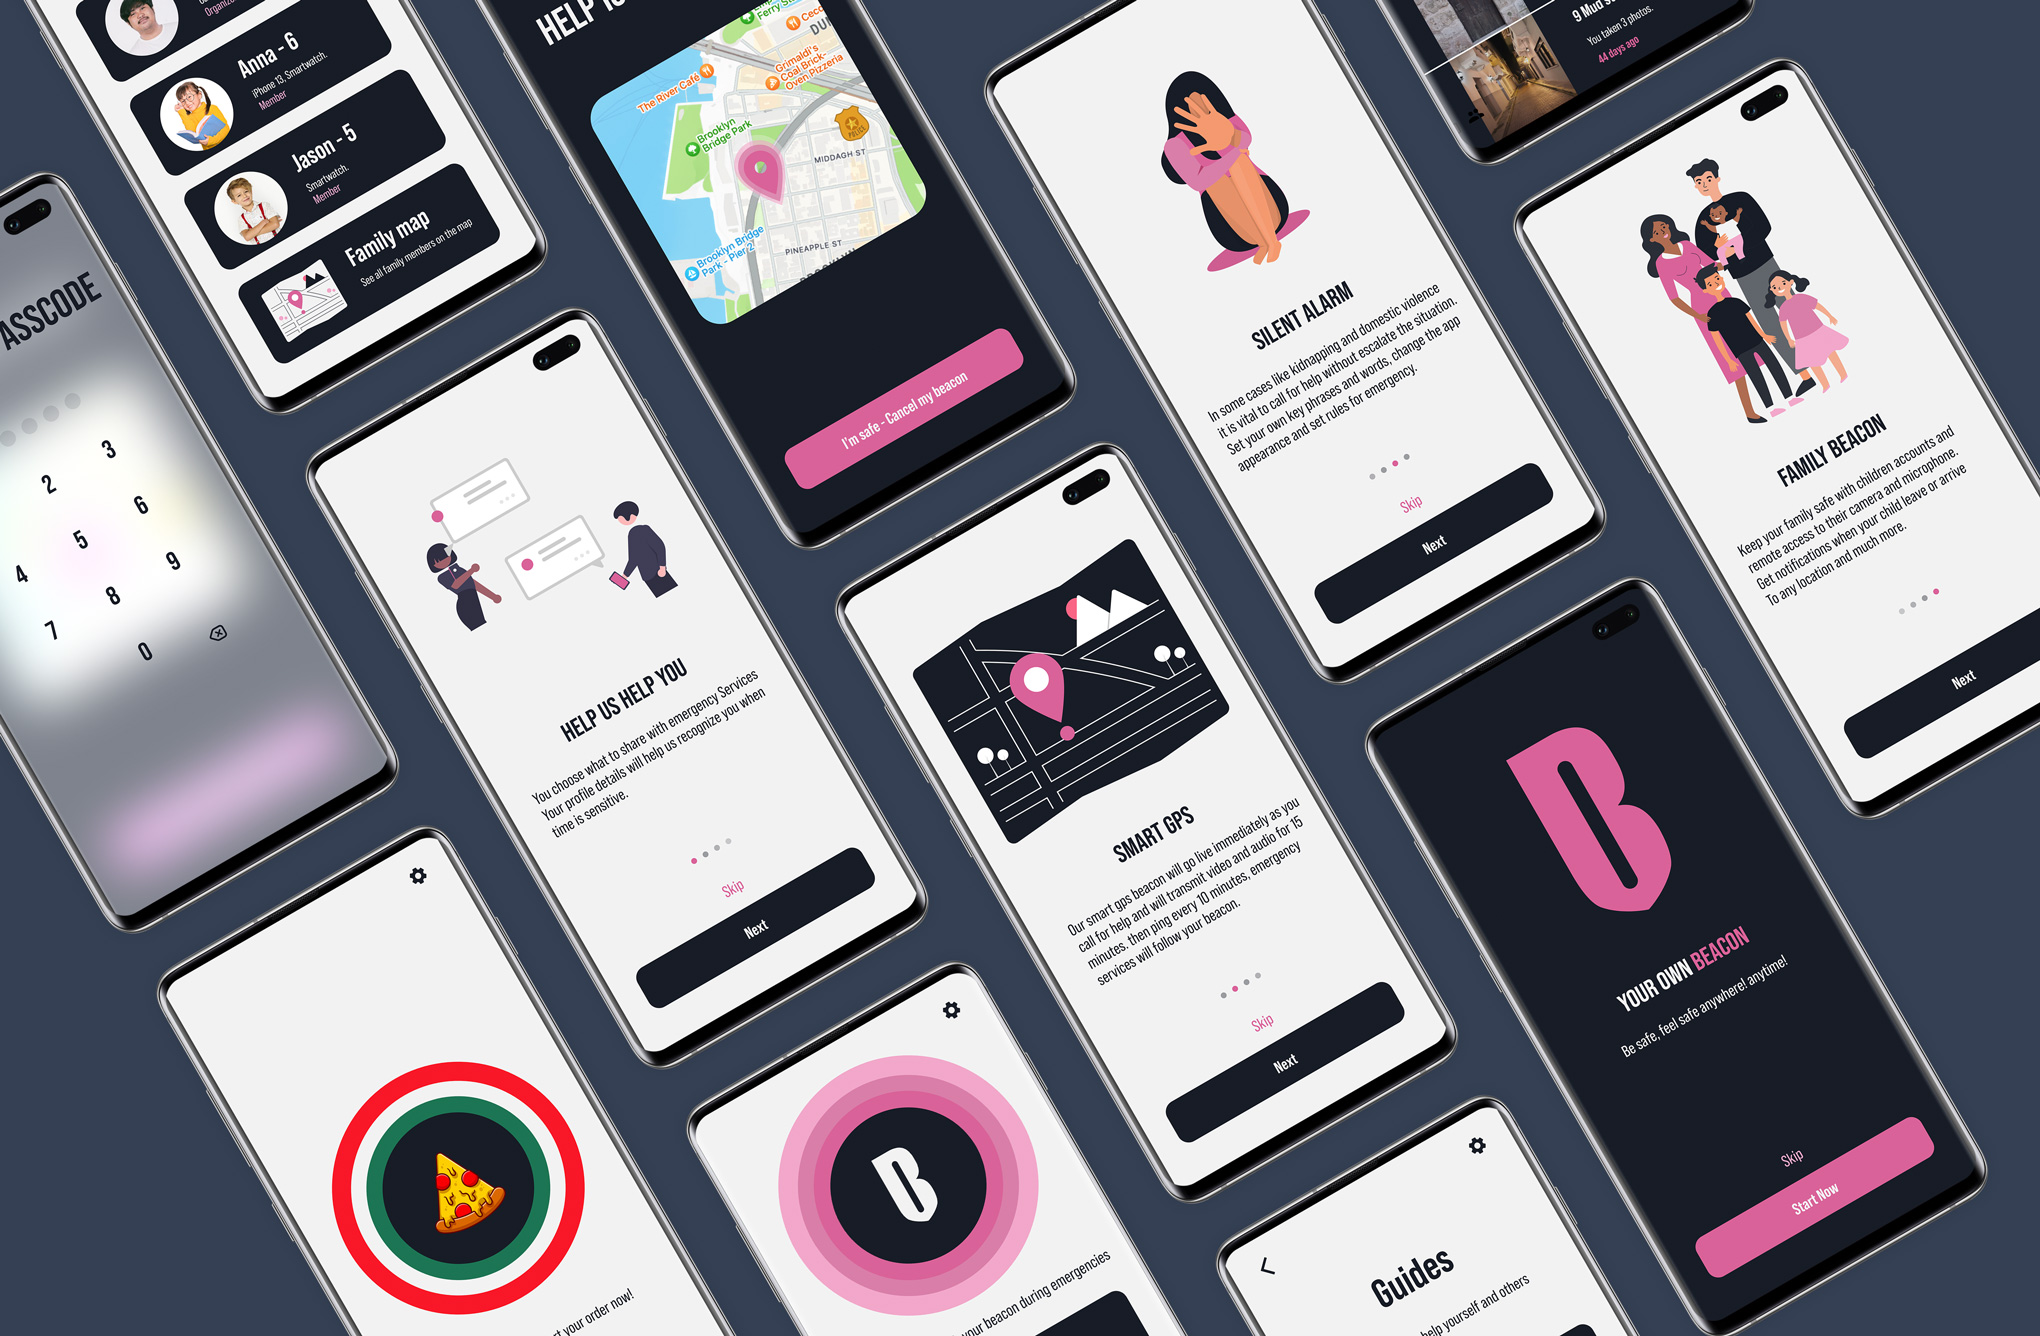 Anna - 6
iPhone 13, Smartwatch.
Member
Jason - 5
Smartwatch.
Member
Family map
See all family members on the map
ASSCODE
2
3
4
5
6
7
8
9
0
HELP
Grimaldi's
Coal Brick-
Oven Pizzeria
The River Café
Brooklyn
Bridge Park
POLICE
MIDDAGH ST
PINEAPPLE ST
Brooklyn Bridge
Park - Pier 2
I'm safe - Cancel my beacon
You taken 3 photos.
44 days ago
SILENT ALARM
In some cases like kidnapping and domestic violence
it is vital to call for help without escalate the situation.
Set your own key phrases and words, change the app
appearance and set rules for emergency.
Skip
Next
FAMILY BEACON
Keep your family safe with children accounts and
remote access to their camera and microphone.
Get notifications when your child leave or arrive
To any location and much more.
Next
HELP US HELP YOU
You choose what to share with emergency Services
Your profile details will help us recognize you when
time is sensitive.
Skip
Next
SMART GPS
Our smart gps beacon will go live immediately as you
call for help and will transmit video and audio for 15
minutes. then ping every 10 minutes, emergency
services will follow your beacon.
Skip
Next
B
YOUR OWN BEACON
Be safe, feel safe anywhere! anytime!
Skip
Start Now
your order now!
B
your beacon during emergencies
Guides
help yourself and others